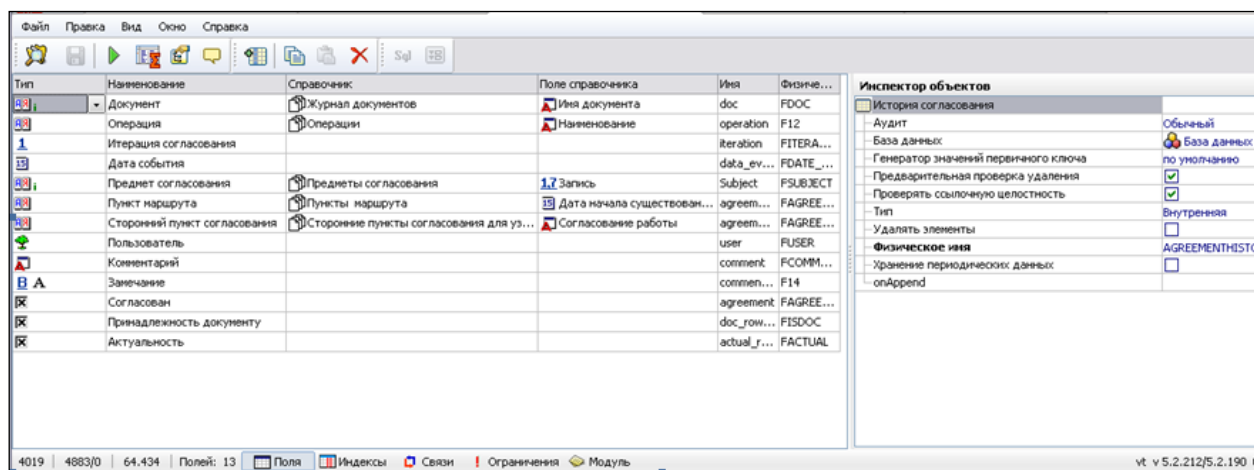 Файл Правка Вид Окно Справка
Sql
Тип Наименование Справочник Поле справочника Имя Физиче...
Документ Журнал документов Имя документа doc FDOC
Операция Операции Наименование operation F12
1 Итерация согласования iteration FITERA...
15 Дата события data_ev... FDATE_...
Предмет согласования Предметы согласования 1,7 Запись Subject FSUBJECT
Пункт маршрута Пункты маршрута 15 Дата начала существован... agreem... FAGREE...
Сторонний пункт согласования Сторонние пункты согласования для уз... Согласование работы agreem... FAGREE...
Пользователь user FUSER
Комментарий comment FCOMM...
B A Замечание commen... F14
Согласован agreement FAGREE...
Принадлежность документу doc_row... FISDOC
Актуальность actual_r... FACTUAL
Инспектор объектов
История согласования
Аудит Обычный
База данных База данных
Генератор значений первичного ключа по умолчанию
Предварительная проверка удаления
Проверять ссылочную целостность
Тип Внутренняя
Удалять элементы
Физическое имя AGREEMENTHISTO
Хранение периодических данных
onAppend
4019 4883/0 64.434 Полей: 13 Поля Индексы Связи Ограничения Модуль vt v 5.2.212/5.2.190